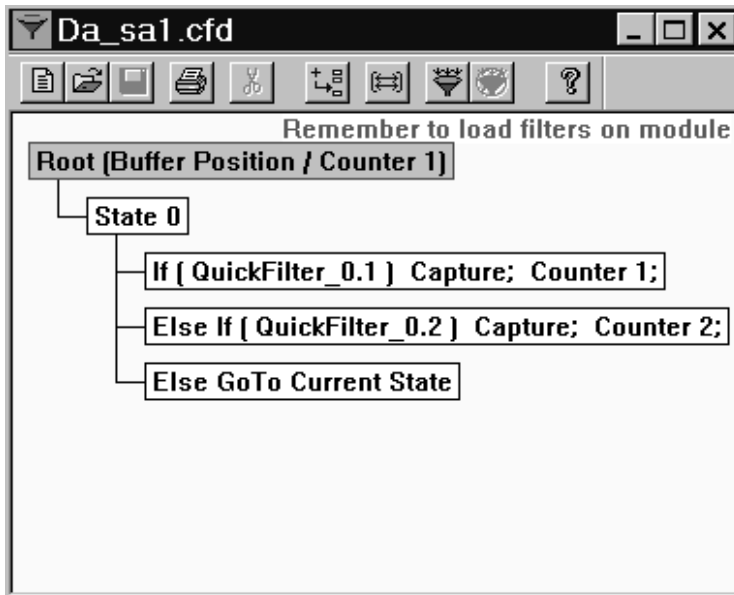 Da_sa1.cfd
Remember to load filters on module
Root (Buffer Position / Counter 1)
State 0
If ( QuickFilter_0.1 ) Capture; Counter 1;
Else If ( QuickFilter_0.2 ) Capture; Counter 2;
Else GoTo Current State